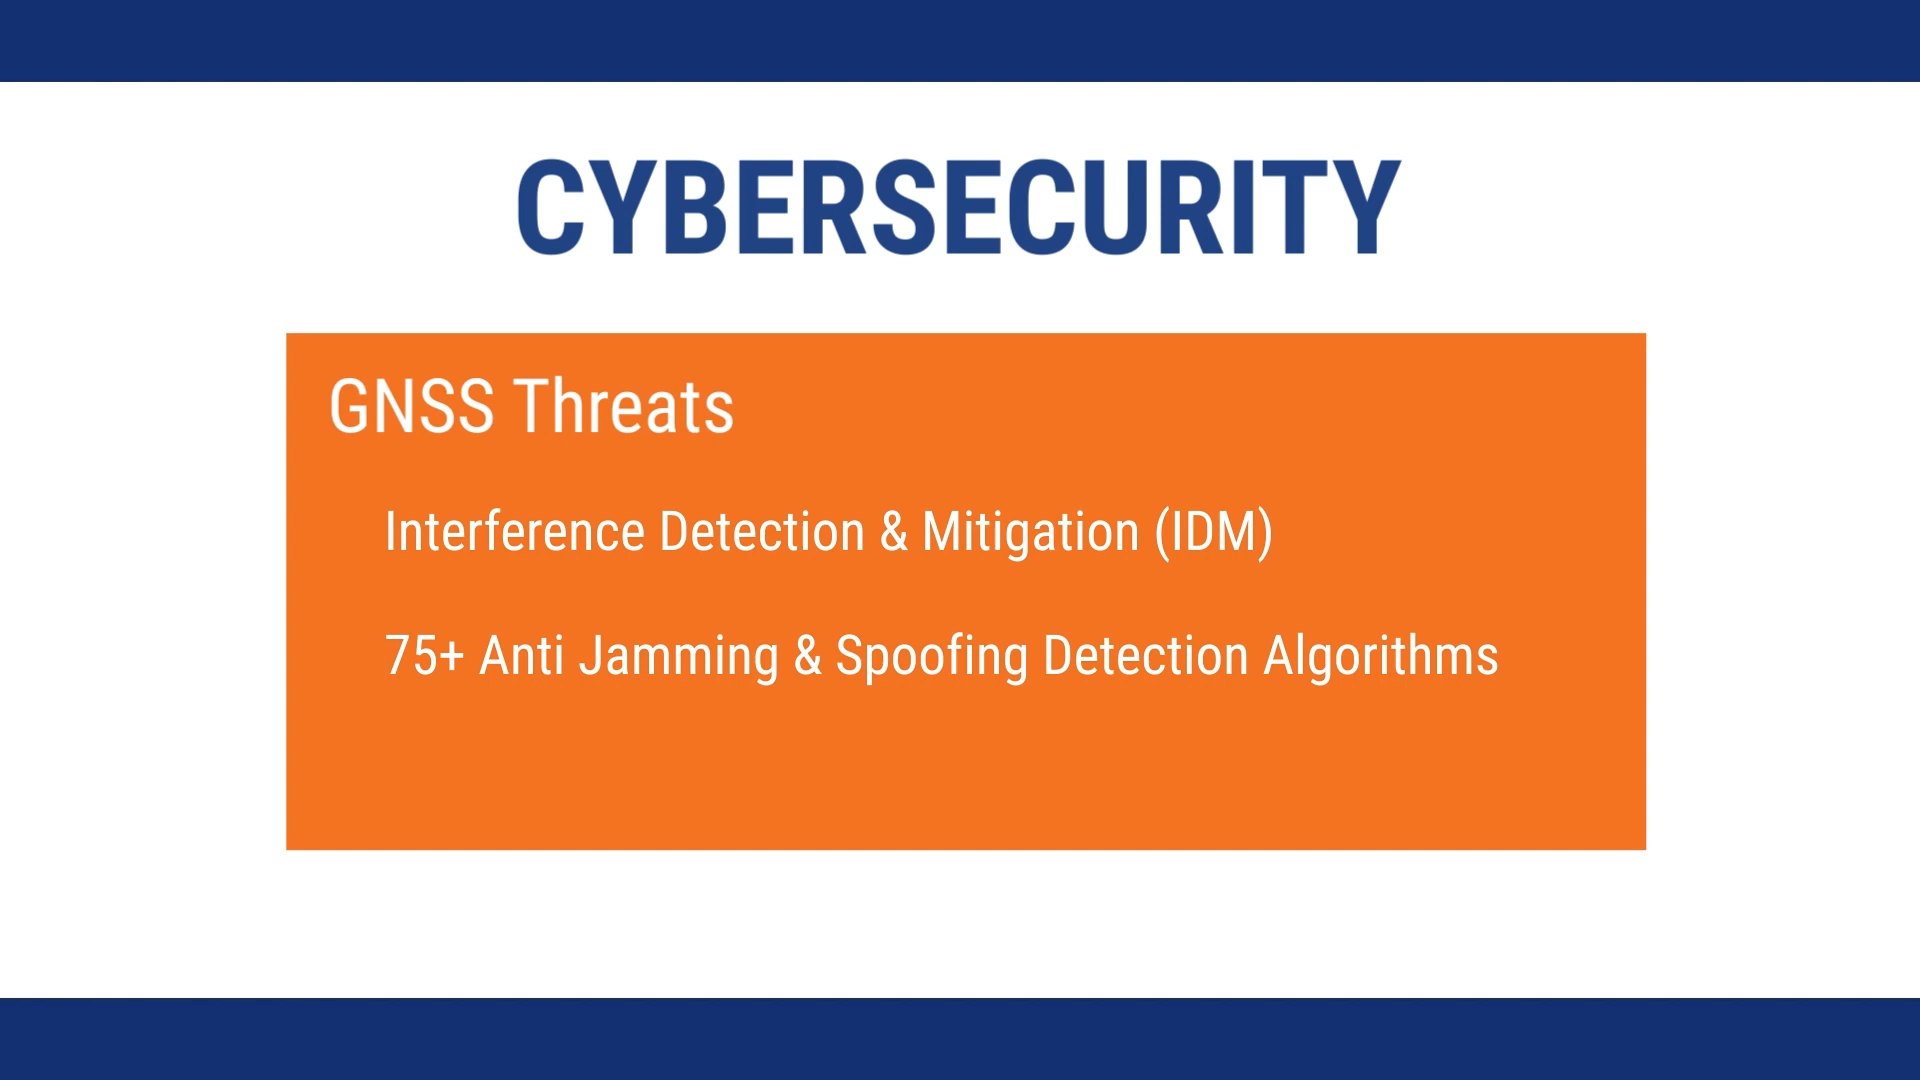 CYBERSECURITY
GNSS Threats
Interference Detection & Mitigation (IDM)
75+ Anti Jamming & Spoofing Detection Algorithms